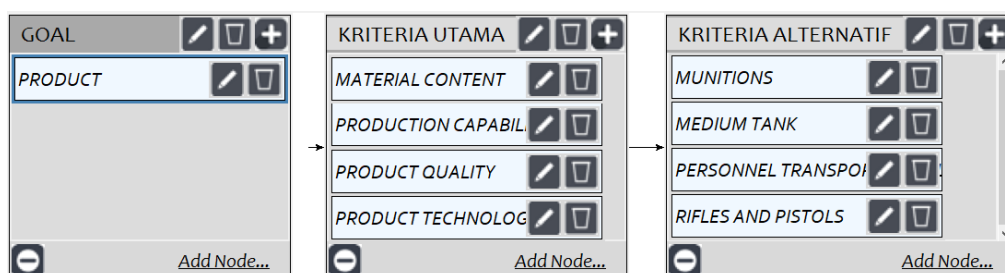 GOAL
PRODUCT
Add Node...
KRITERIA UTAMA
MATERIAL CONTENT
PRODUCTION CAPABIL
PRODUCT QUALITY
PRODUCT TECHNOLOG
Add Node...
KRITERIA ALTERNATIF
MUNITIONS
MEDIUM TANK
PERSONNEL TRANSPOR
RIFLES AND PISTOLS
Add Node...